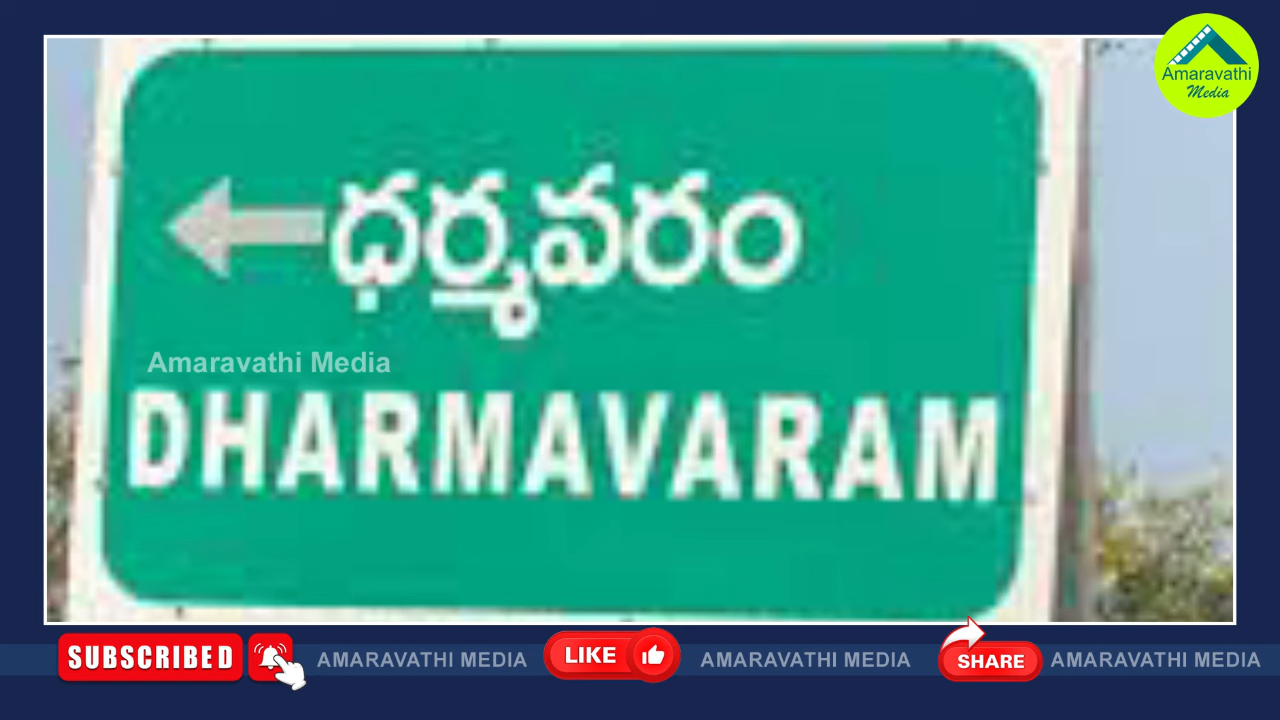 Amaravathi
Media
ధర్మవరం
Amaravathi Media
DHARMAVARAM
SUBSCRIBED
AMARAVATHI MEDIA
LIKE
AMARAVATHI MEDIA
SHARE
AMARAVATHI MEDIA